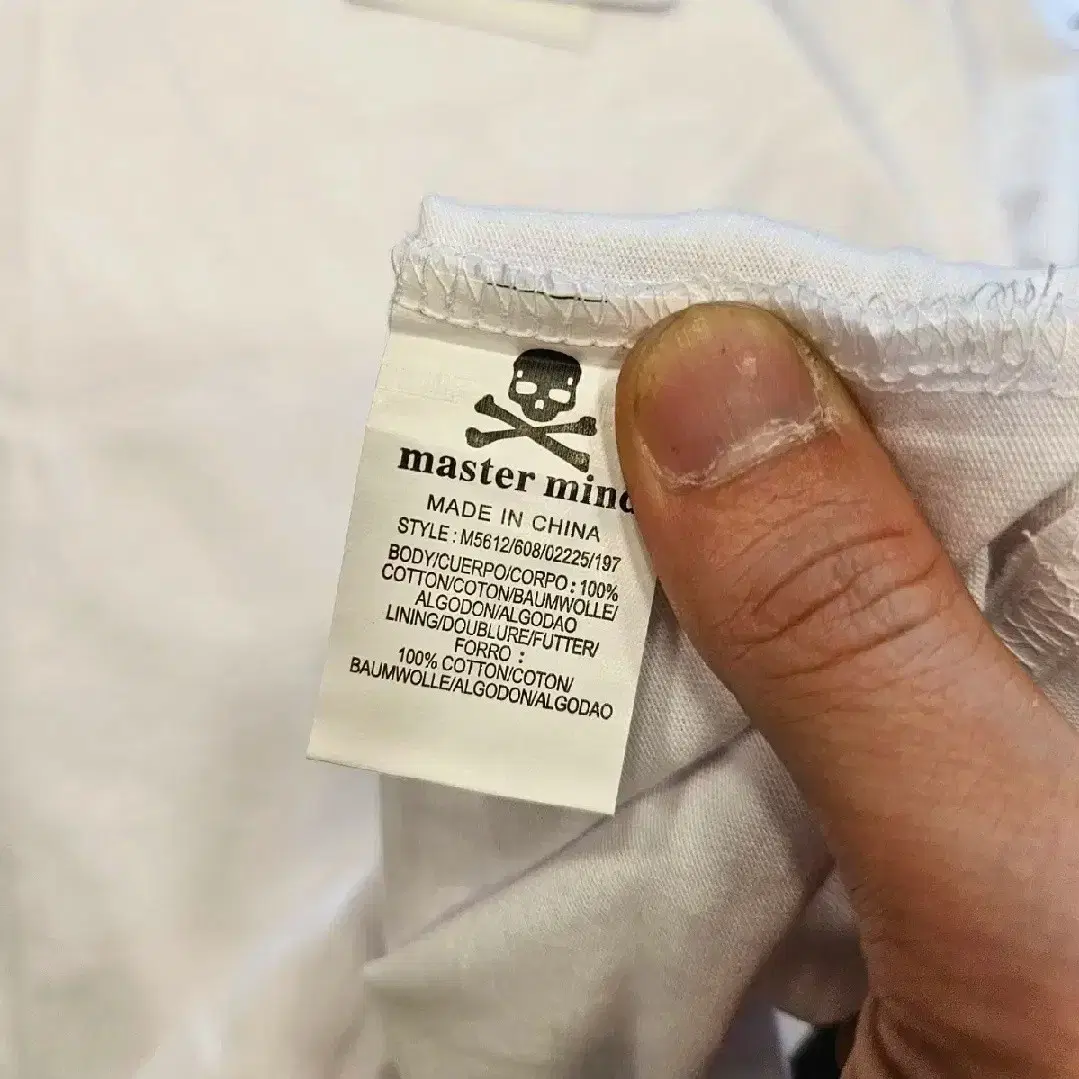 master mind
MADE IN CHINA
STYLE : M5612/608/02225/197
BODY/CUERPO/CORPO : 100%
COTTON/COTON/BAUMWOLLE/
ALGODON/ALGODAO
LINING/DOUBLURE/FUTTER/
FORRO :
100% COTTON/COTON/
BAUMWOLLE/ALGODON/ALGODAO